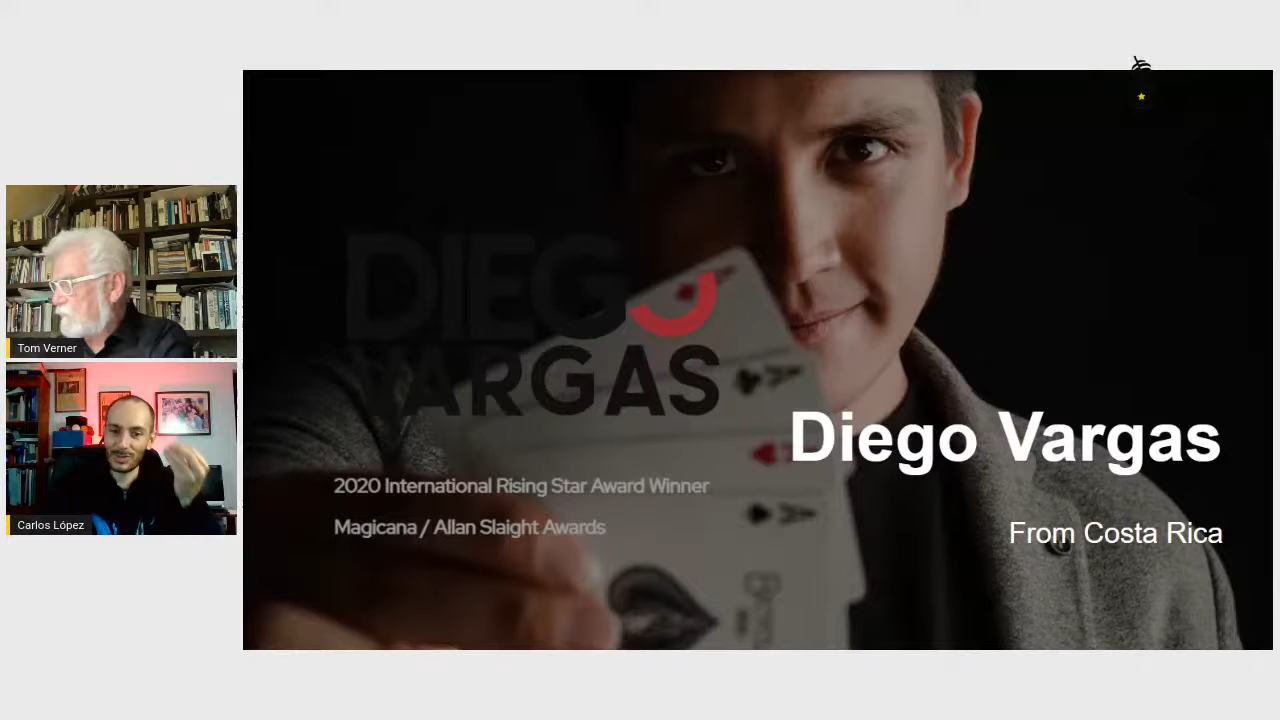 Tom Verner
Carlos López
DIEGO
VARGAS
Diego Vargas
2020 International Rising Star Award Winner
Magicana / Allan Slaight Awards
From Costa Rica
A
A